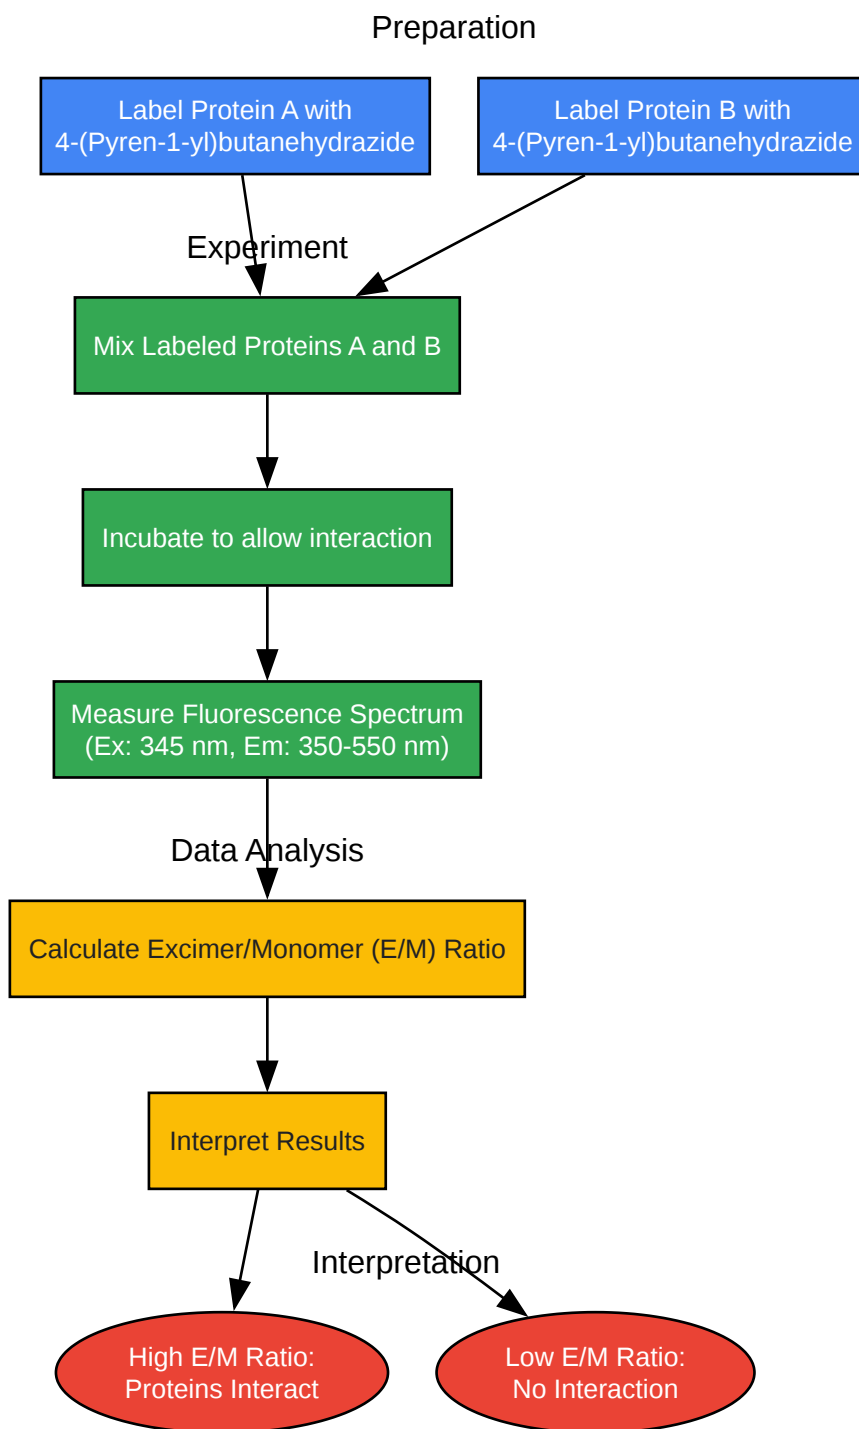 Preparation
Label Protein A with
4-(Pyren-1-yl)butanehydrazide
Label Protein B with
4-(Pyren-1-yl)butanehydrazide
Experiment
Mix Labeled Proteins A and B
Incubate to allow interaction
Measure Fluorescence Spectrum
(Ex: 345 nm, Em: 350-550 nm)
Data Analysis
Calculate Excimer/Monomer (E/M) Ratio
Interpret Results
Interpretation
High E/M Ratio:
Proteins Interact
Low E/M Ratio:
No Interaction